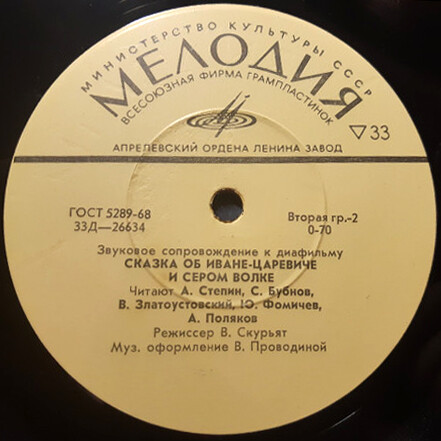 МИНИСТЕРСТВО КУЛЬТУРЫ СССР
МЕЛОДИЯ
ВСЕСОЮЗНАЯ ФИРМА ГРАМПЛАСТИНОК
▽33
АПРЕЛЕВСКИЙ ОРДЕНА ЛЕНИНА ЗАВОД
ГОСТ 5289-68
33Д—26634
Вторая гр.-2
0-70
Звуковое сопровождение к диафильму
СКАЗКА ОБ ИВАНЕ-ЦАРЕВИЧЕ
И СЕРОМ ВОЛКЕ
Читают А. Степин, С. Бубнов,
В. Златоустовский, Ю. Фомичев,
А. Поляков
Режиссер В. Скурьят
Муз. оформление В. Проводиной